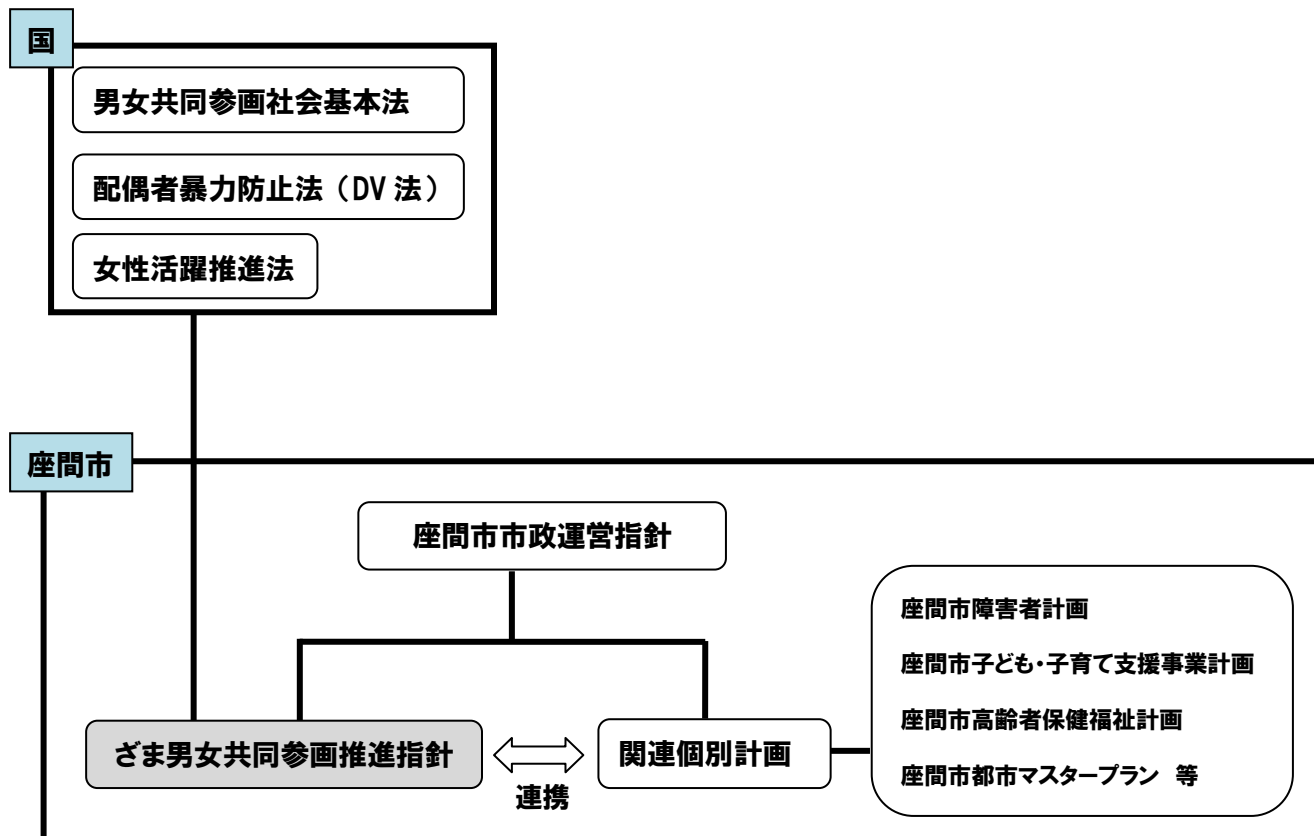 国
男女共同参画社会基本法
配偶者暴力防止法（DV 法）
女性活躍推進法
座間市
座間市市政運営指針
座間市障害者計画
座間市子ども・子育て支援事業計画
座間市高齢者保健福祉計画
座間市都市マスタープラン 等
ざま男女共同参画推進指針
連携
関連個別計画